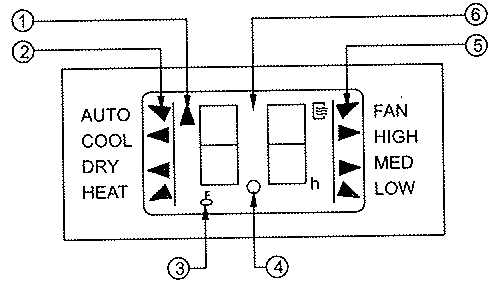 1 6
2 5
AUTO FAN
COOL HIGH
DRY MED
HEAT h LOW
3 4